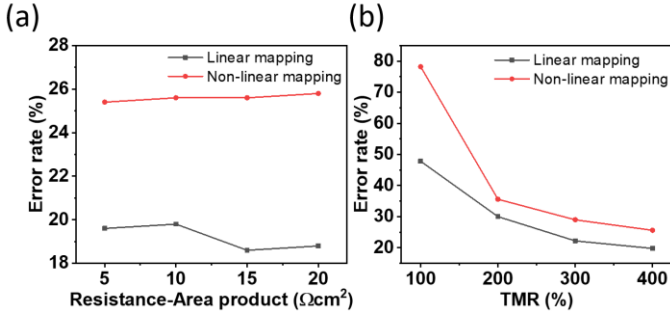 (a)
28
26
24
22
20
18
Error rate (%)
Linear mapping
Non-linear mapping
5 10 15 20
Resistance-Area product (Ωcm²)
(b)
80
70
60
50
40
30
20
Error rate (%)
Linear mapping
Non-linear mapping
100 200 300 400
TMR (%)